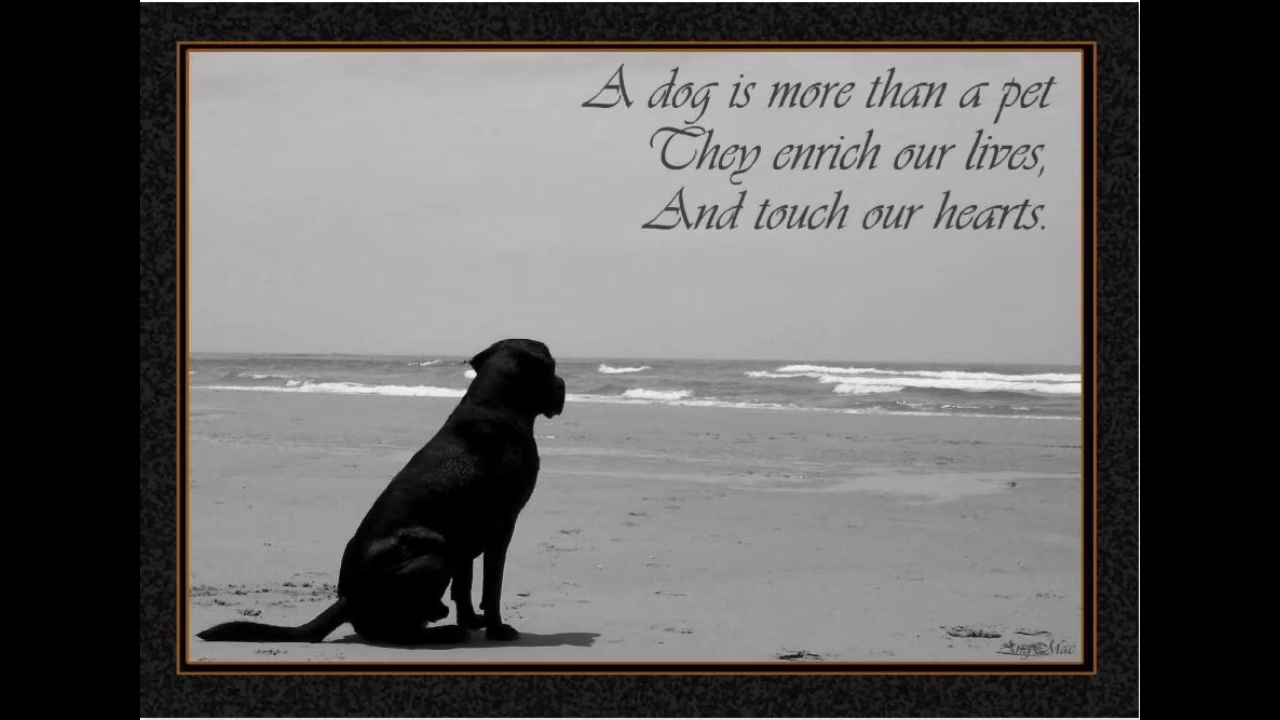 A dog is more than a pet
They enrich our lives,
And touch our hearts.